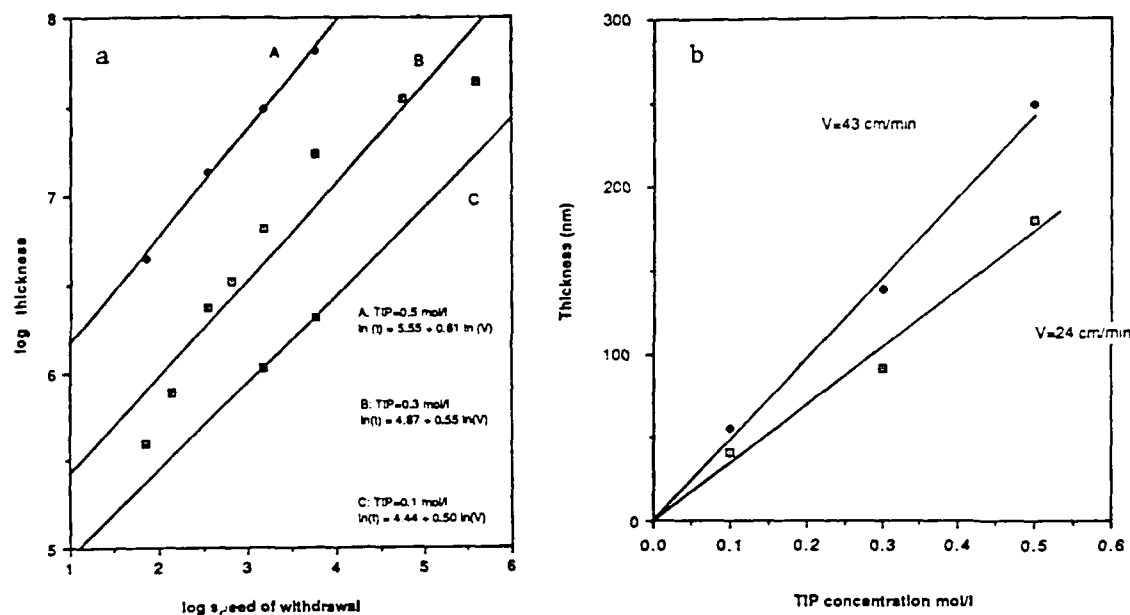 a
8
7
6
5
log thickness
A
B
C
A: TIP=0.5 mol/l
ln (t) = 5.55 + 0.61 ln (V)
B: TIP=0.3 mol/l
ln(t) = 4.87 + 0.55 ln(V)
C: TIP=0.1 mol/l
ln(t) = 4.44 + 0.50 ln(V)
1 2 3 4 5 6
log speed of withdrawal
b
300
200
100
0
Thickness (nm)
V=43 cm/min
V=24 cm/min
0.0 0.1 0.2 0.3 0.4 0.5 0.6
TIP concentration mol/l